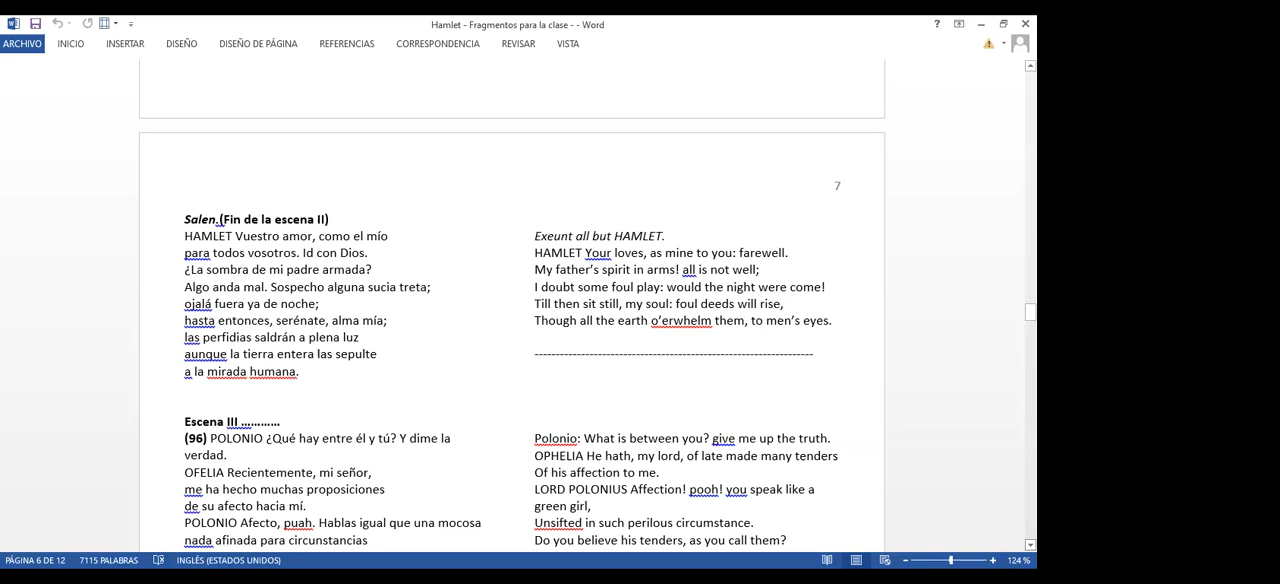 Hamlet - Fragmentos para la clase - - Word
ARCHIVO INICIO INSERTAR DISEÑO DISEÑO DE PÁGINA REFERENCIAS CORRESPONDENCIA REVISAR VISTA
7
Salen.(Fin de la escena II)
HAMLET Vuestro amor, como el mío
para todos vosotros. Id con Dios.
¿La sombra de mi padre armada?
Algo anda mal. Sospecho alguna sucia treta;
ojalá fuera ya de noche;
hasta entonces, serénate, alma mía;
las perfidias saldrán a plena luz
aunque la tierra entera las sepulte
a la mirada humana.
Exeunt all but HAMLET.
HAMLET Your loves, as mine to you: farewell.
My father's spirit in arms! all is not well;
I doubt some foul play: would the night were come!
Till then sit still, my soul: foul deeds will rise,
Though all the earth o'erwhelm them, to men's eyes.
------------------------------------------------------------------
Escena III ............
(96) POLONIO ¿Qué hay entre él y tú? Y dime la
verdad.
OFELIA Recientemente, mi señor,
me ha hecho muchas proposiciones
de su afecto hacia mí.
POLONIO Afecto, puah. Hablas igual que una mocosa
nada afinada para circunstancias
Polonio: What is between you? give me up the truth.
OPHELIA He hath, my lord, of late made many tenders
Of his affection to me.
LORD POLONIUS Affection! pooh! you speak like a
green girl,
Unsifted in such perilous circumstance.
Do you believe his tenders, as you call them?
PÁGINA 6 DE 12 7115 PALABRAS INGLÉS (ESTADOS UNIDOS) 124 %